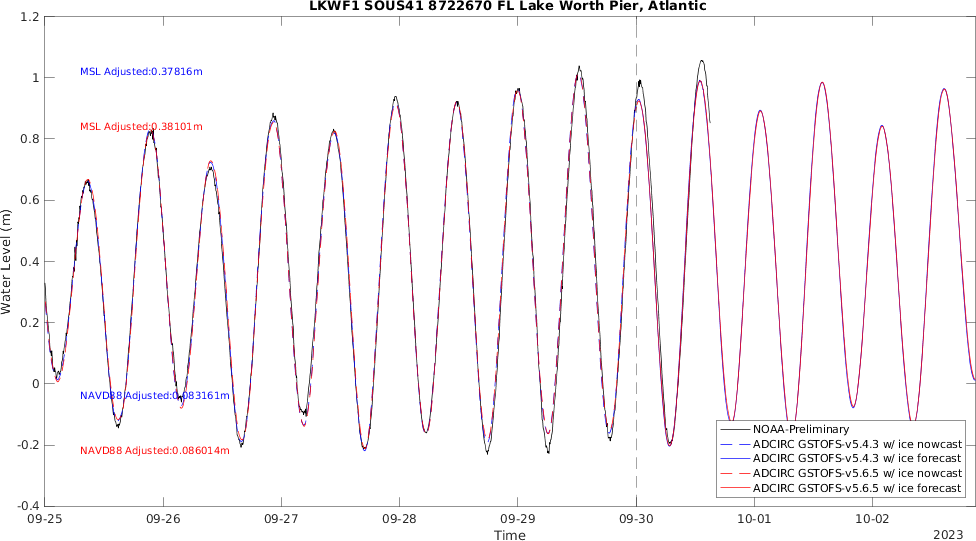 LKWF1 SOUS41 8722670 FL Lake Worth Pier, Atlantic
1.2
1
0.8
0.6
0.4
0.2
0
-0.2
-0.4
Water Level (m)
MSL Adjusted:0.37816m
MSL Adjusted:0.38101m
NAVD88 Adjusted:0.083161m
NAVD88 Adjusted:0.086014m
NOAA-Preliminary
ADCIRC GSTOFS-v5.4.3 w/ ice nowcast
ADCIRC GSTOFS-v5.4.3 w/ ice forecast
ADCIRC GSTOFS-v5.6.5 w/ ice nowcast
ADCIRC GSTOFS-v5.6.5 w/ ice forecast
09-25 09-26 09-27 09-28 09-29 09-30 10-01 10-02
Time
2023